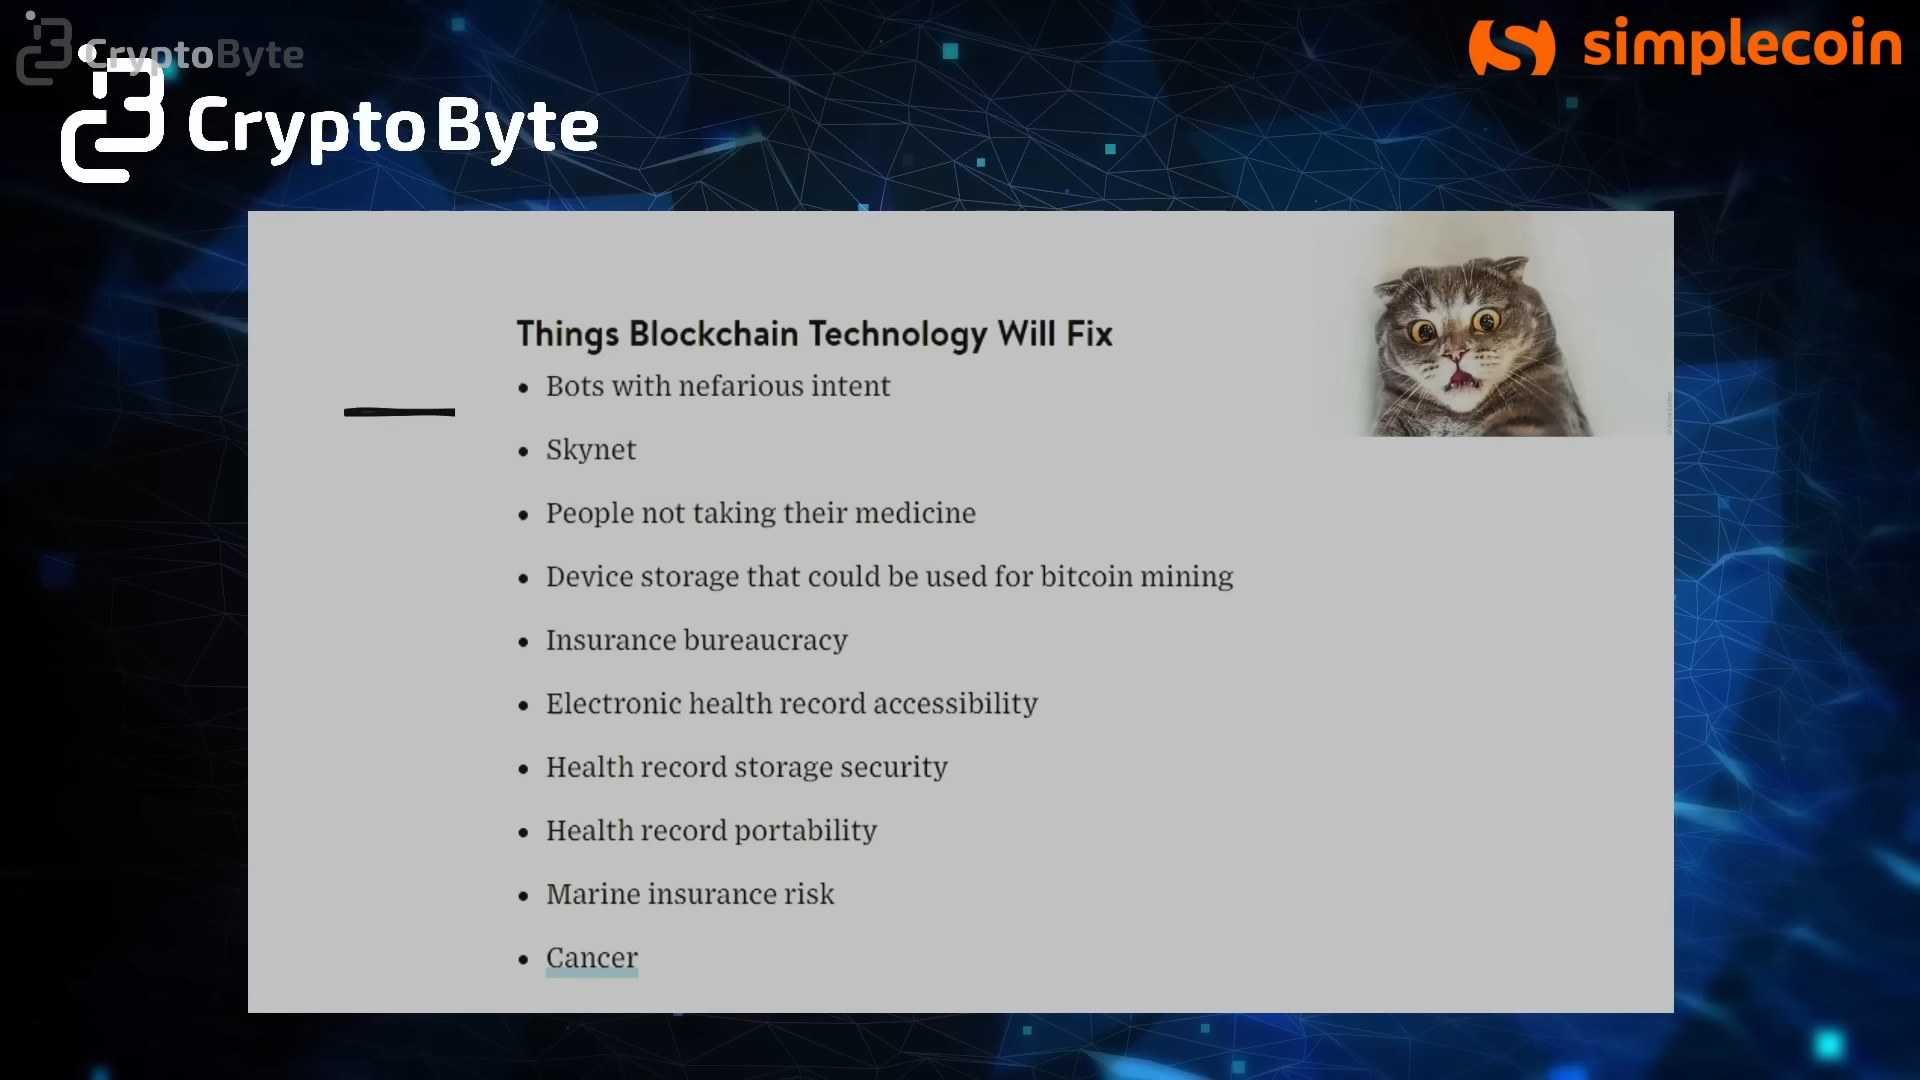 CryptoByte
simplecoin
CryptoByte
Things Blockchain Technology Will Fix
• Bots with nefarious intent
• Skynet
• People not taking their medicine
• Device storage that could be used for bitcoin mining
• Insurance bureaucracy
• Electronic health record accessibility
• Health record storage security
• Health record portability
• Marine insurance risk
• Cancer